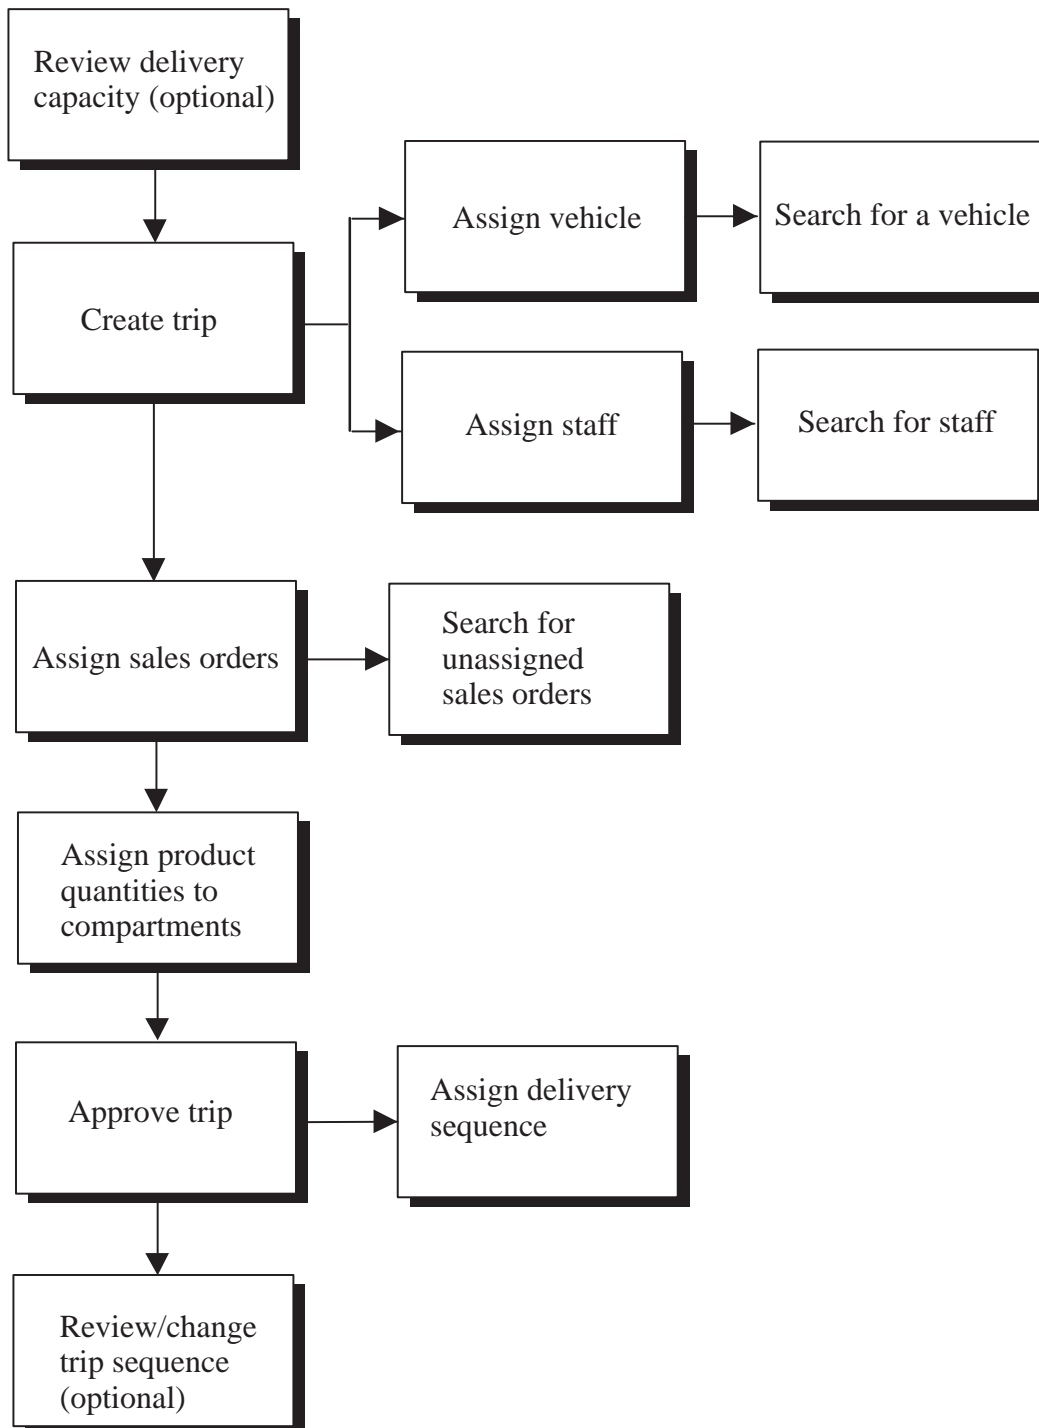 Review delivery
capacity (optional)
Assign vehicle
Search for a vehicle
Create trip
Assign staff
Search for staff
Assign sales orders
Search for
unassigned
sales orders
Assign product
quantities to
compartments
Approve trip
Assign delivery
sequence
Review/change
trip sequence
(optional)